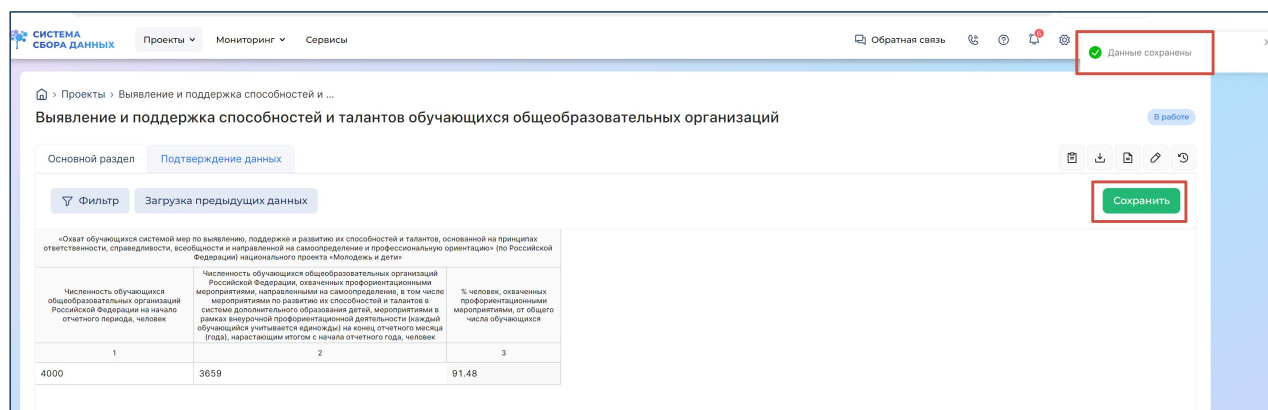 СИСТЕМА
СБОРА ДАННЫХ
Проекты
Мониторинг
Сервисы
Обратная связь
6
Данные сохранены
Проекты > Выявление и поддержка способностей и ...
Выявление и поддержка способностей и талантов обучающихся общеобразовательных организаций
В работе
Основной раздел
Подтверждение данных
Фильтр
Загрузка предыдущих данных
Сохранить
«Охват обучающихся системой мер по выявлению, поддержке и развитию их способностей и талантов, основанной на принципах
ответственности, справедливости, всеобщности и направленной на самоопределение и профессиональную ориентацию» (по Российской
Федерации) национального проекта «Молодежь и дети»
Численность обучающихся
общеобразовательных организаций
Российской Федерации на начало
отчетного периода, человек
Численность обучающихся общеобразовательных организаций
Российской Федерации, охваченных профориентационными
мероприятиями, направленными на самоопределение, в том числе
мероприятиями по развитию их способностей и талантов в
системе дополнительного образования детей, мероприятиями в
рамках внеурочной профориентационной деятельности (каждый
обучающийся учитывается единожды) на конец отчетного месяца
(года), нарастающим итогом с начала отчетного года, человек
% человек, охваченных
профориентационными
мероприятиями, от общего
числа обучающихся
1
2
3
4000
3659
91.48